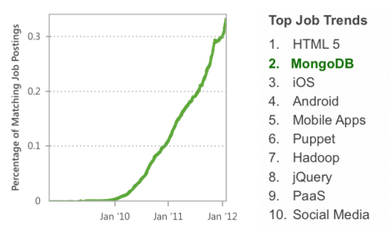 Percentage of Matching Job Postings
0.3
0.2
0.1
0
Jan '10 Jan '11 Jan '12
Top Job Trends
1. HTML 5
2. MongoDB
3. iOS
4. Android
5. Mobile Apps
6. Puppet
7. Hadoop
8. jQuery
9. PaaS
10. Social Media